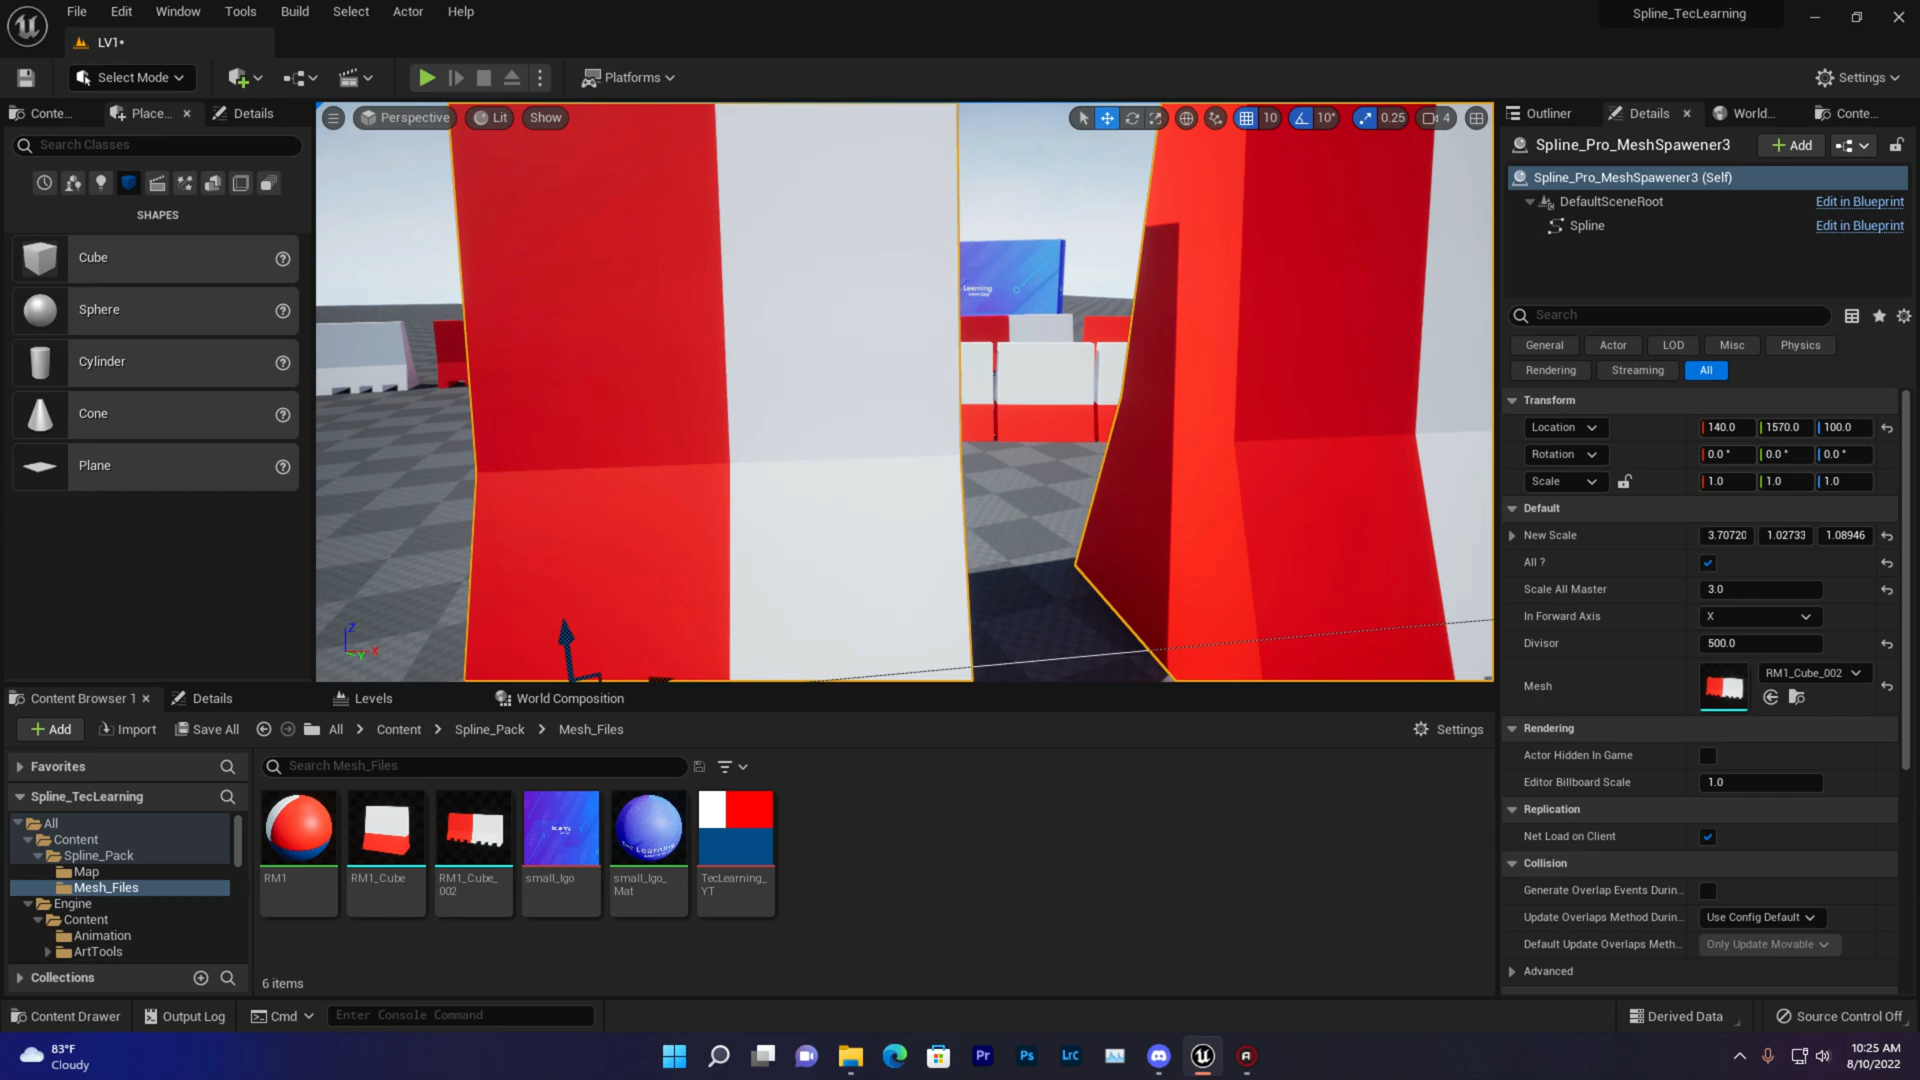 File Edit Window Tools Build Select Actor Help
Spline_TecLearning
LV1*
Select Mode
Platforms
Settings
Conte...
Place...
Details
Search Classes
SHAPES
Cube
Sphere
Cylinder
Cone
Plane
Perspective
Lit
Show
10
10°
0.25
4
Learning
Z
X
Y
Outliner
Details
World...
Conte...
Spline_Pro_MeshSpawener3
Add
Spline_Pro_MeshSpawener3 (Self)
DefaultSceneRoot Edit in Blueprint
Spline Edit in Blueprint
Search
General Actor LOD Misc Physics
Rendering Streaming All
Transform
Location 140.0 1570.0 100.0
Rotation 0.0 ° 0.0 ° 0.0 °
Scale 1.0 1.0 1.0
Default
New Scale 3.70720 1.02733 1.08946
All ?
Scale All Master 3.0
In Forward Axis X
Divisor 500.0
Mesh RM1_Cube_002
Rendering
Actor Hidden In Game
Editor Billboard Scale 1.0
Replication
Net Load on Client
Collision
Generate Overlap Events Durin...
Update Overlaps Method Durin... Use Config Default
Default Update Overlaps Meth... Only Update Movable
Advanced
Content Browser 1
Details
Levels
World Composition
Add Import Save All All Content Spline_Pack Mesh_Files Settings
Favorites
Search Mesh_Files
Spline_TecLearning
All
Content
Spline_Pack
Map
Mesh_Files
Engine
Content
Animation
ArtTools
Collections
RM1
RM1_Cube
RM1_Cube_
002
small_lgo
small_lgo_
Mat
TecLearning_
YT
6 items
Content Drawer Output Log Cmd Enter Console Command Derived Data Source Control Off
83°F
Cloudy
Pr Ps LrC
10:25 AM
8/10/2022